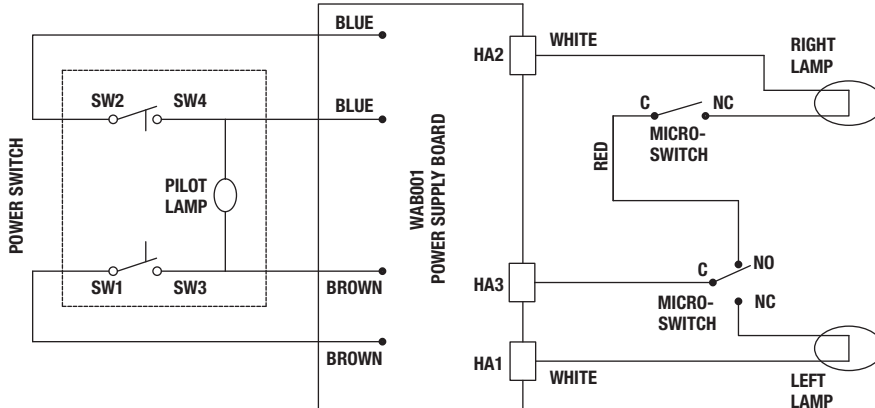 BLUE
SW2
SW4
BLUE
POWER SWITCH
PILOT
LAMP
SW1
SW3
BROWN
BROWN
WAB001
POWER SUPPLY BOARD
HA2
WHITE
RIGHT
LAMP
C
NC
MICRO-
SWITCH
RED
HA3
C
NO
MICRO-
SWITCH
NC
HA1
WHITE
LEFT
LAMP